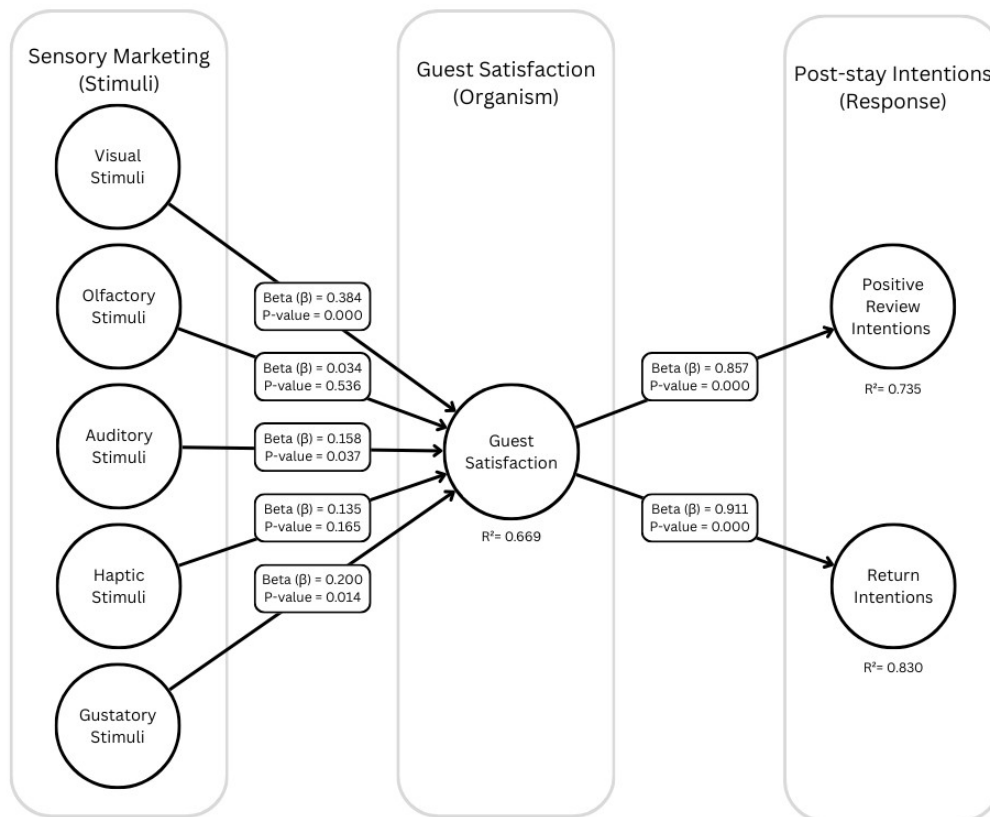 Sensory Marketing
(Stimuli)
Guest Satisfaction
(Organism)
Post-stay Intentions
(Response)
Visual
Stimuli
Olfactory
Stimuli
Auditory
Stimuli
Haptic
Stimuli
Gustatory
Stimuli
Beta (β) = 0.384
P-value = 0.000
Beta (β) = 0.034
P-value = 0.536
Beta (β) = 0.158
P-value = 0.037
Beta (β) = 0.135
P-value = 0.165
Beta (β) = 0.200
P-value = 0.014
Guest
Satisfaction
R²= 0.669
Beta (β) = 0.857
P-value = 0.000
Beta (β) = 0.911
P-value = 0.000
Positive
Review
Intentions
R²= 0.735
Return
Intentions
R²= 0.830